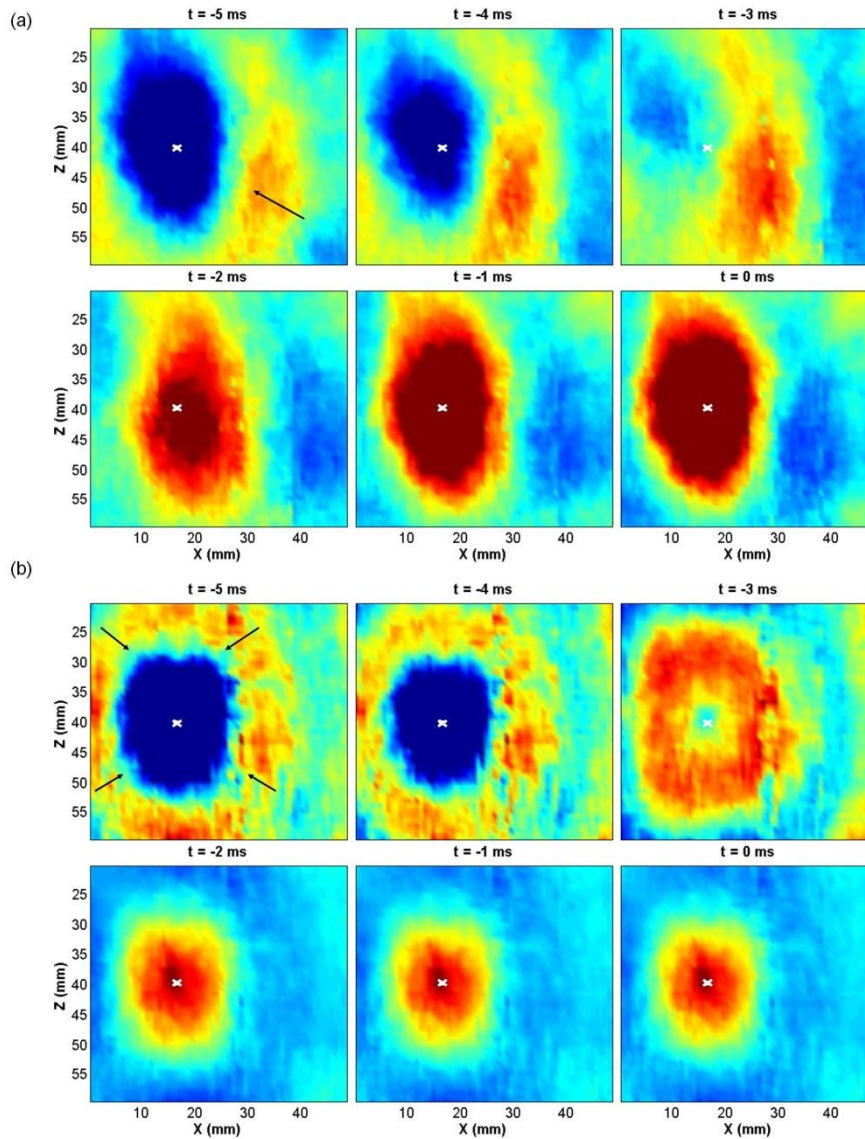 (a)
t = -5 ms t = -4 ms t = -3 ms
Z (mm)
25
30
35
40
45
50
55
t = -2 ms t = -1 ms t = 0 ms
Z (mm)
25
30
35
40
45
50
55
10 20 30 40 10 20 30 40 10 20 30 40
X (mm) X (mm) X (mm)
(b)
t = -5 ms t = -4 ms t = -3 ms
Z (mm)
25
30
35
40
45
50
55
t = -2 ms t = -1 ms t = 0 ms
Z (mm)
25
30
35
40
45
50
55
10 20 30 40 10 20 30 40 10 20 30 40
X (mm) X (mm) X (mm)